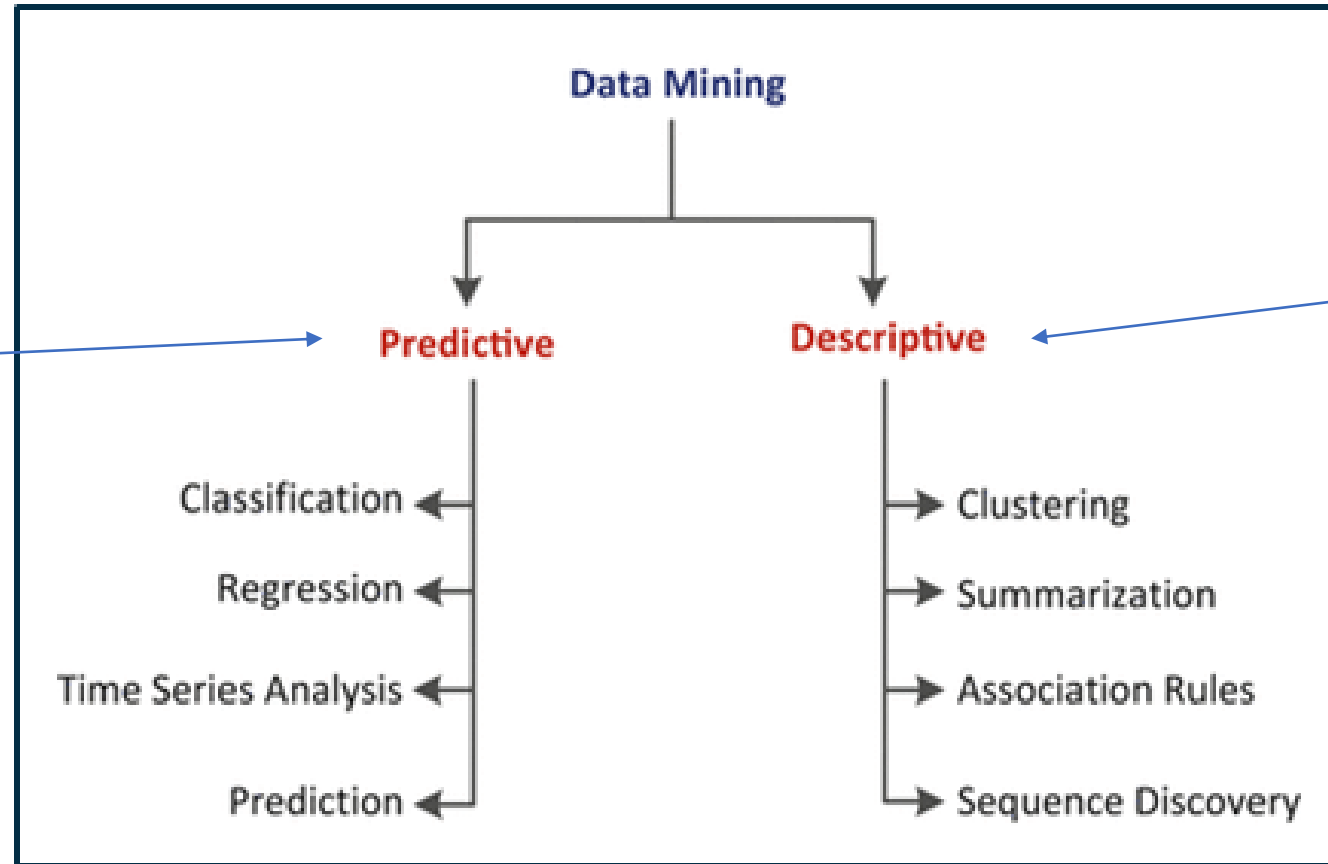 Data Mining
Predictive
Descriptive
Classification
Clustering
Regression
Summarization
Time Series Analysis
Association Rules
Prediction
Sequence Discovery